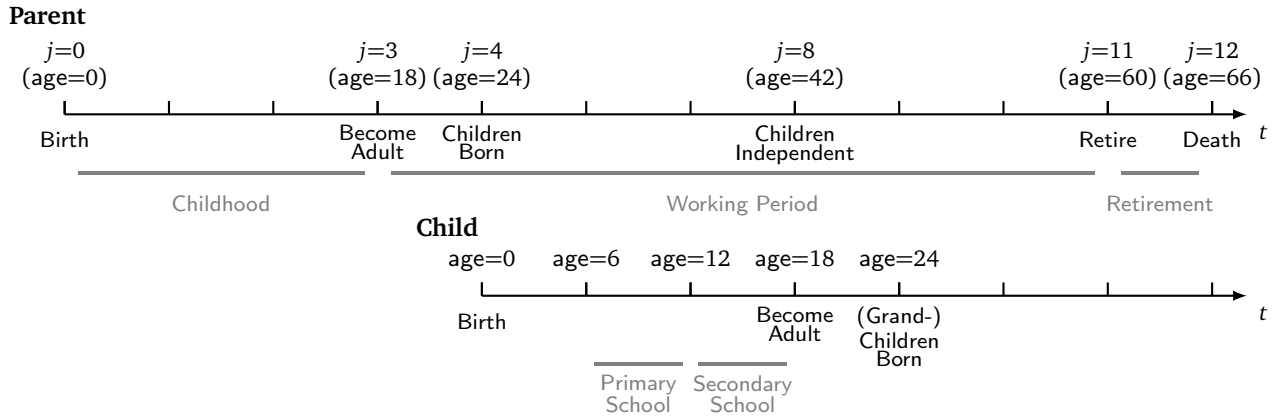 Parent
j=0 j=3 j=4 j=8 j=11 j=12
(age=0) (age=18) (age=24) (age=42) (age=60) (age=66)
Birth Become Adult Children Born Children Independent Retire Death t
Childhood Working Period Retirement
Child
age=0 age=6 age=12 age=18 age=24
Birth Become Adult (Grand-) Children Born t
Primary School Secondary School